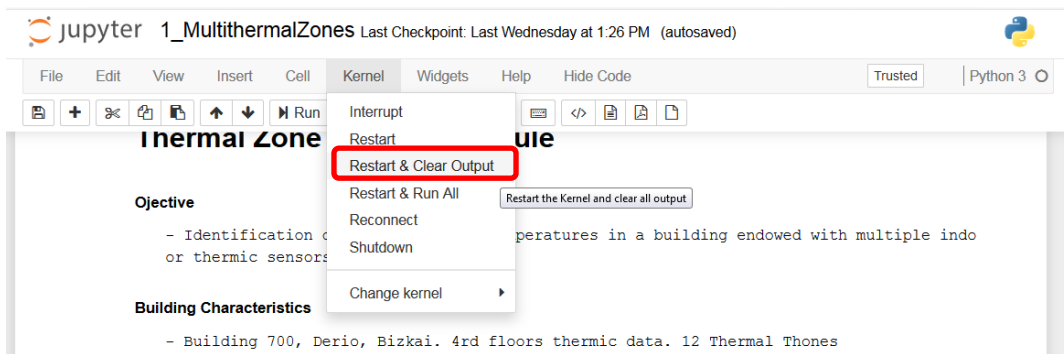 jupyter 1_MultithermalZones Last Checkpoint: Last Wednesday at 1:26 PM (autosaved)
File Edit View Insert Cell Kernel Widgets Help Hide Code Trusted Python 3
Run
Interrupt
Thermal Zone ule
Restart
Restart & Clear Output
Restart & Run All
Restart the Kernel and clear all output
Ojective
Reconnect
- Identification peratures in a building endowed with multiple indo
Shutdown
or thermic sensors
Change kernel
Building Characteristics
- Building 700, Derio, Bizkai. 4rd floors thermic data. 12 Thermal Thones